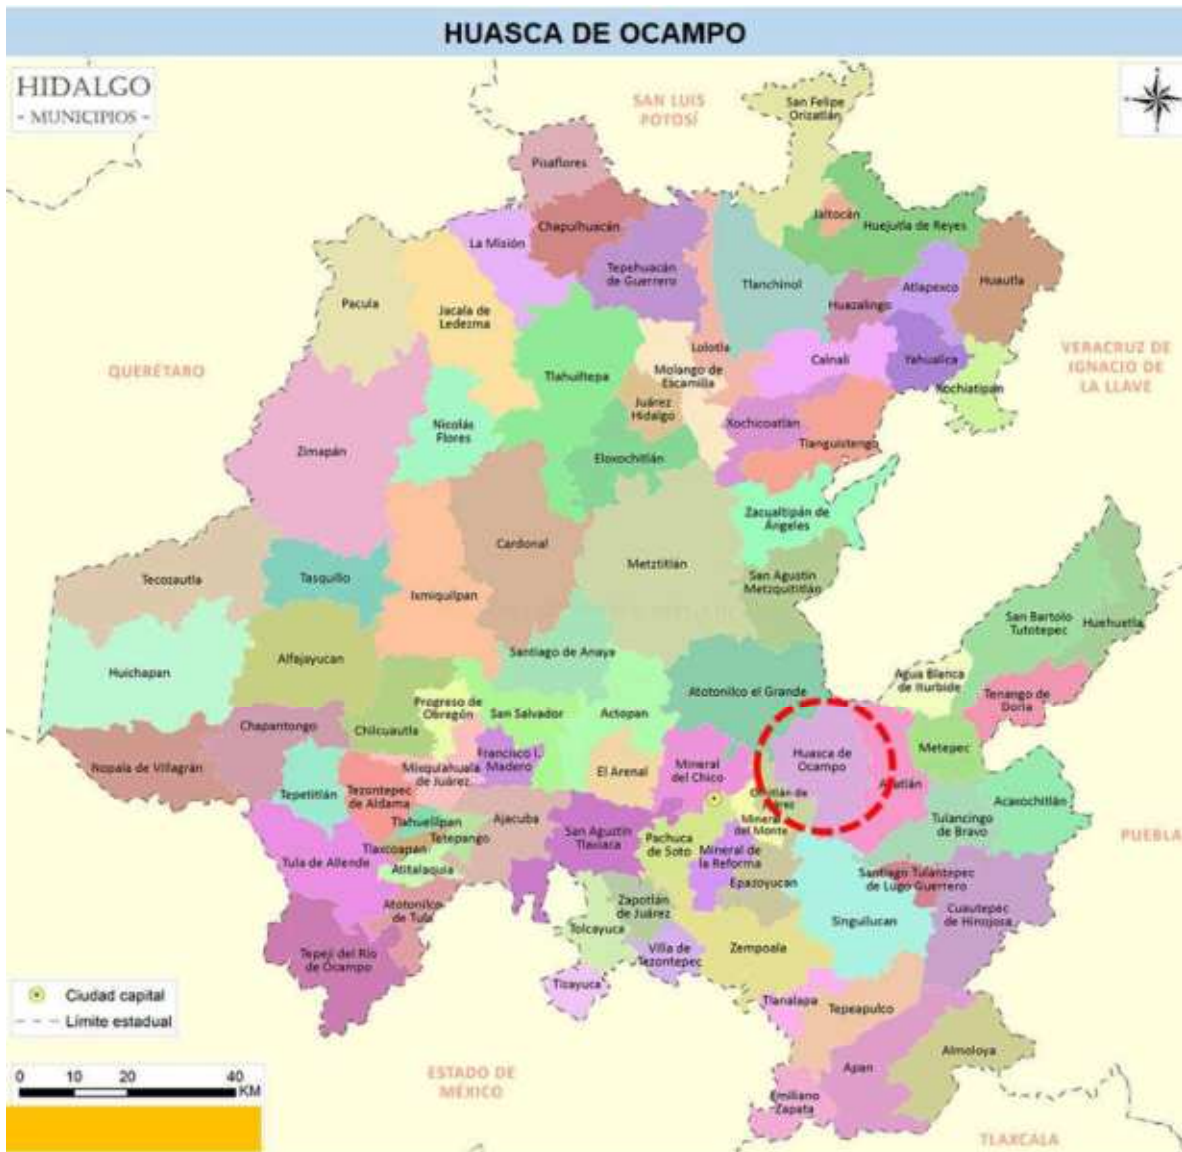 HUASCA DE OCAMPO
HIDALGO
- MUNICIPIOS -
SAN LUIS
POTOSÍ
San Felipe
Orizatlán
Pisaflores
Jaltocán
Huejutla de Reyes
Chapulhuacán
La Misión
Tepehuacán
de Guerrero
Tlanchinol
Atlapexco
Huautla
Huazalingo
Pacula
Jacala de
Ledezma
Lolotla
Calnali
Yahualica
VERACRUZ DE
IGNACIO DE
LA LLAVE
QUERÉTARO
Tlahuiltepa
Molango de
Escamilla
Xochiatipán
Juárez
Hidalgo
Nicolás
Flores
Xochicoatlán
Tianguistengo
Zimapán
Eloxochitlán
Zacualtipán de
Ángeles
Cardonal
Metztitlán
Tecozautla
Tasquillo
San Agustín
Metzquititlán
Ixmiquilpan
San Bartolo
Tutotepec
Huehuetla
Santiago de Anaya
Alfajayucan
Huichapan
Agua Blanca
de Iturbide
Atotonilco el Grande
Tenango de
Doria
Progreso de
Obregón
San Salvador
Actopan
Chapantongo
Chilcuautla
Metepec
Huasca de
Ocampo
Francisco I.
Madero
Mixquiahuala
de Juárez
El Arenal
Mineral
del Chico
Nopala de Villagrán
Tepetitlán
Tezontepec
de Aldama
Acaxochitlán
Tlahuelilpan
Tetepango
Ajacuba
San Agustín
Tlaxiaca
Mineral
del Monte
Tulancingo
de Bravo
PUEBLA
Pachuca
de Soto
Tlaxcoapan
Tula de Allende
Atitalaquia
Mineral de
la Reforma
Epazoyucan
Santiago Tulantepec
de Lugo Guerrero
Atotonilco
de Tula
Zapotlán
de Juárez
Cuautepec
de Hinojosa
Singuilucan
Tolcayuca
Tepeji del Río
de Ocampo
Villa de
Tezontepec
Zempoala
Tizayuca
Tlanalapa
Tepeapulco
Ciudad capital
Límite estadual
Almoloya
Apan
ESTADO DE
MÉXICO
0 10 20 40
KM
Emiliano
Zapata
TLAXCALA